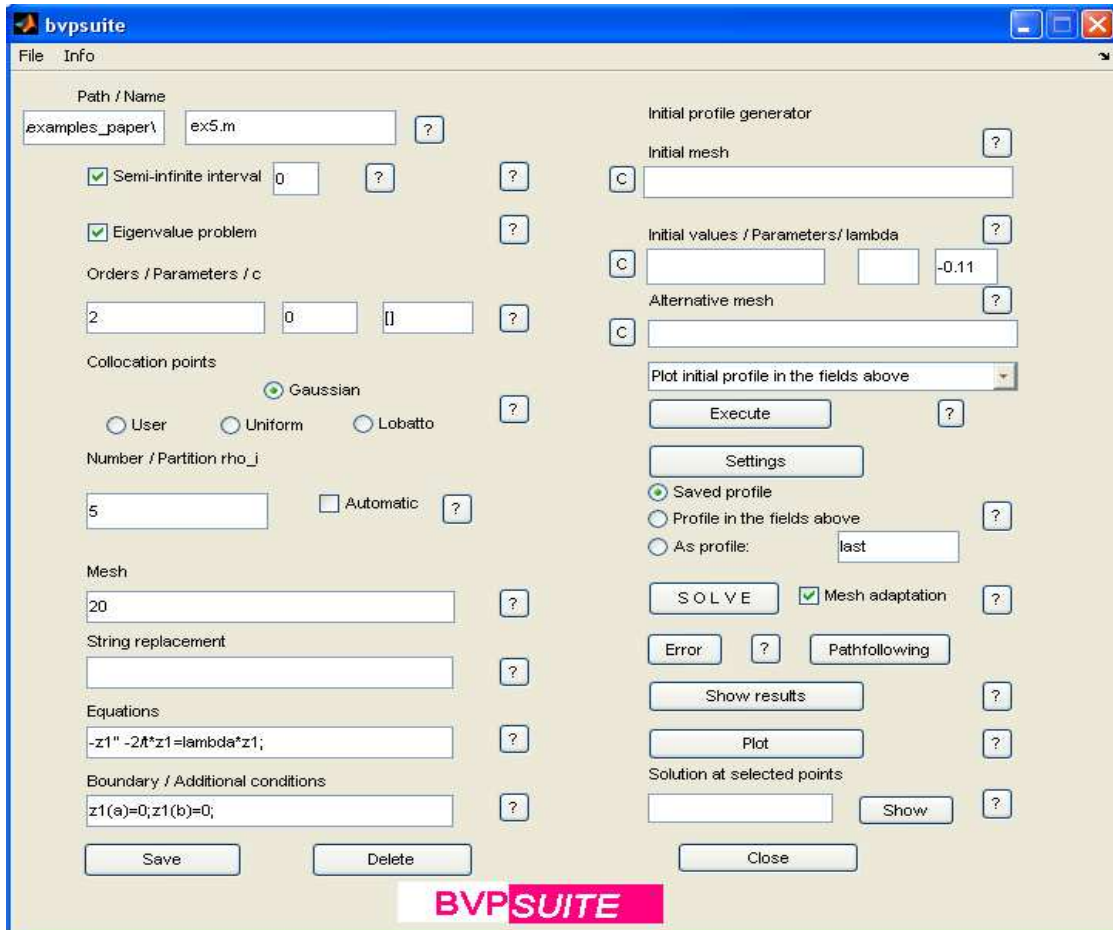 bvpsuite
File Info
Path / Name
examples_paper\
ex5.m
?
Semi-infinite interval
0
?
?
Eigenvalue problem
?
Orders / Parameters / c
2
0
[]
?
Collocation points
Gaussian
User
Uniform
Lobatto
?
Number / Partition rho_i
5
Automatic
?
Mesh
20
?
String replacement
?
Equations
-z1'' -2/t*z1=lambda*z1;
?
Boundary / Additional conditions
z1(a)=0;z1(b)=0;
?
Save
Delete
Initial profile generator
?
Initial mesh
C
Initial values / Parameters/ lambda
?
C
-0.11
Alternative mesh
?
C
Plot initial profile in the fields above
Execute
?
Settings
Saved profile
Profile in the fields above
?
As profile:
last
S O L V E
Mesh adaptation
?
Error
?
Pathfollowing
Show results
?
Plot
?
Solution at selected points
Show
?
Close
BVPSUITE